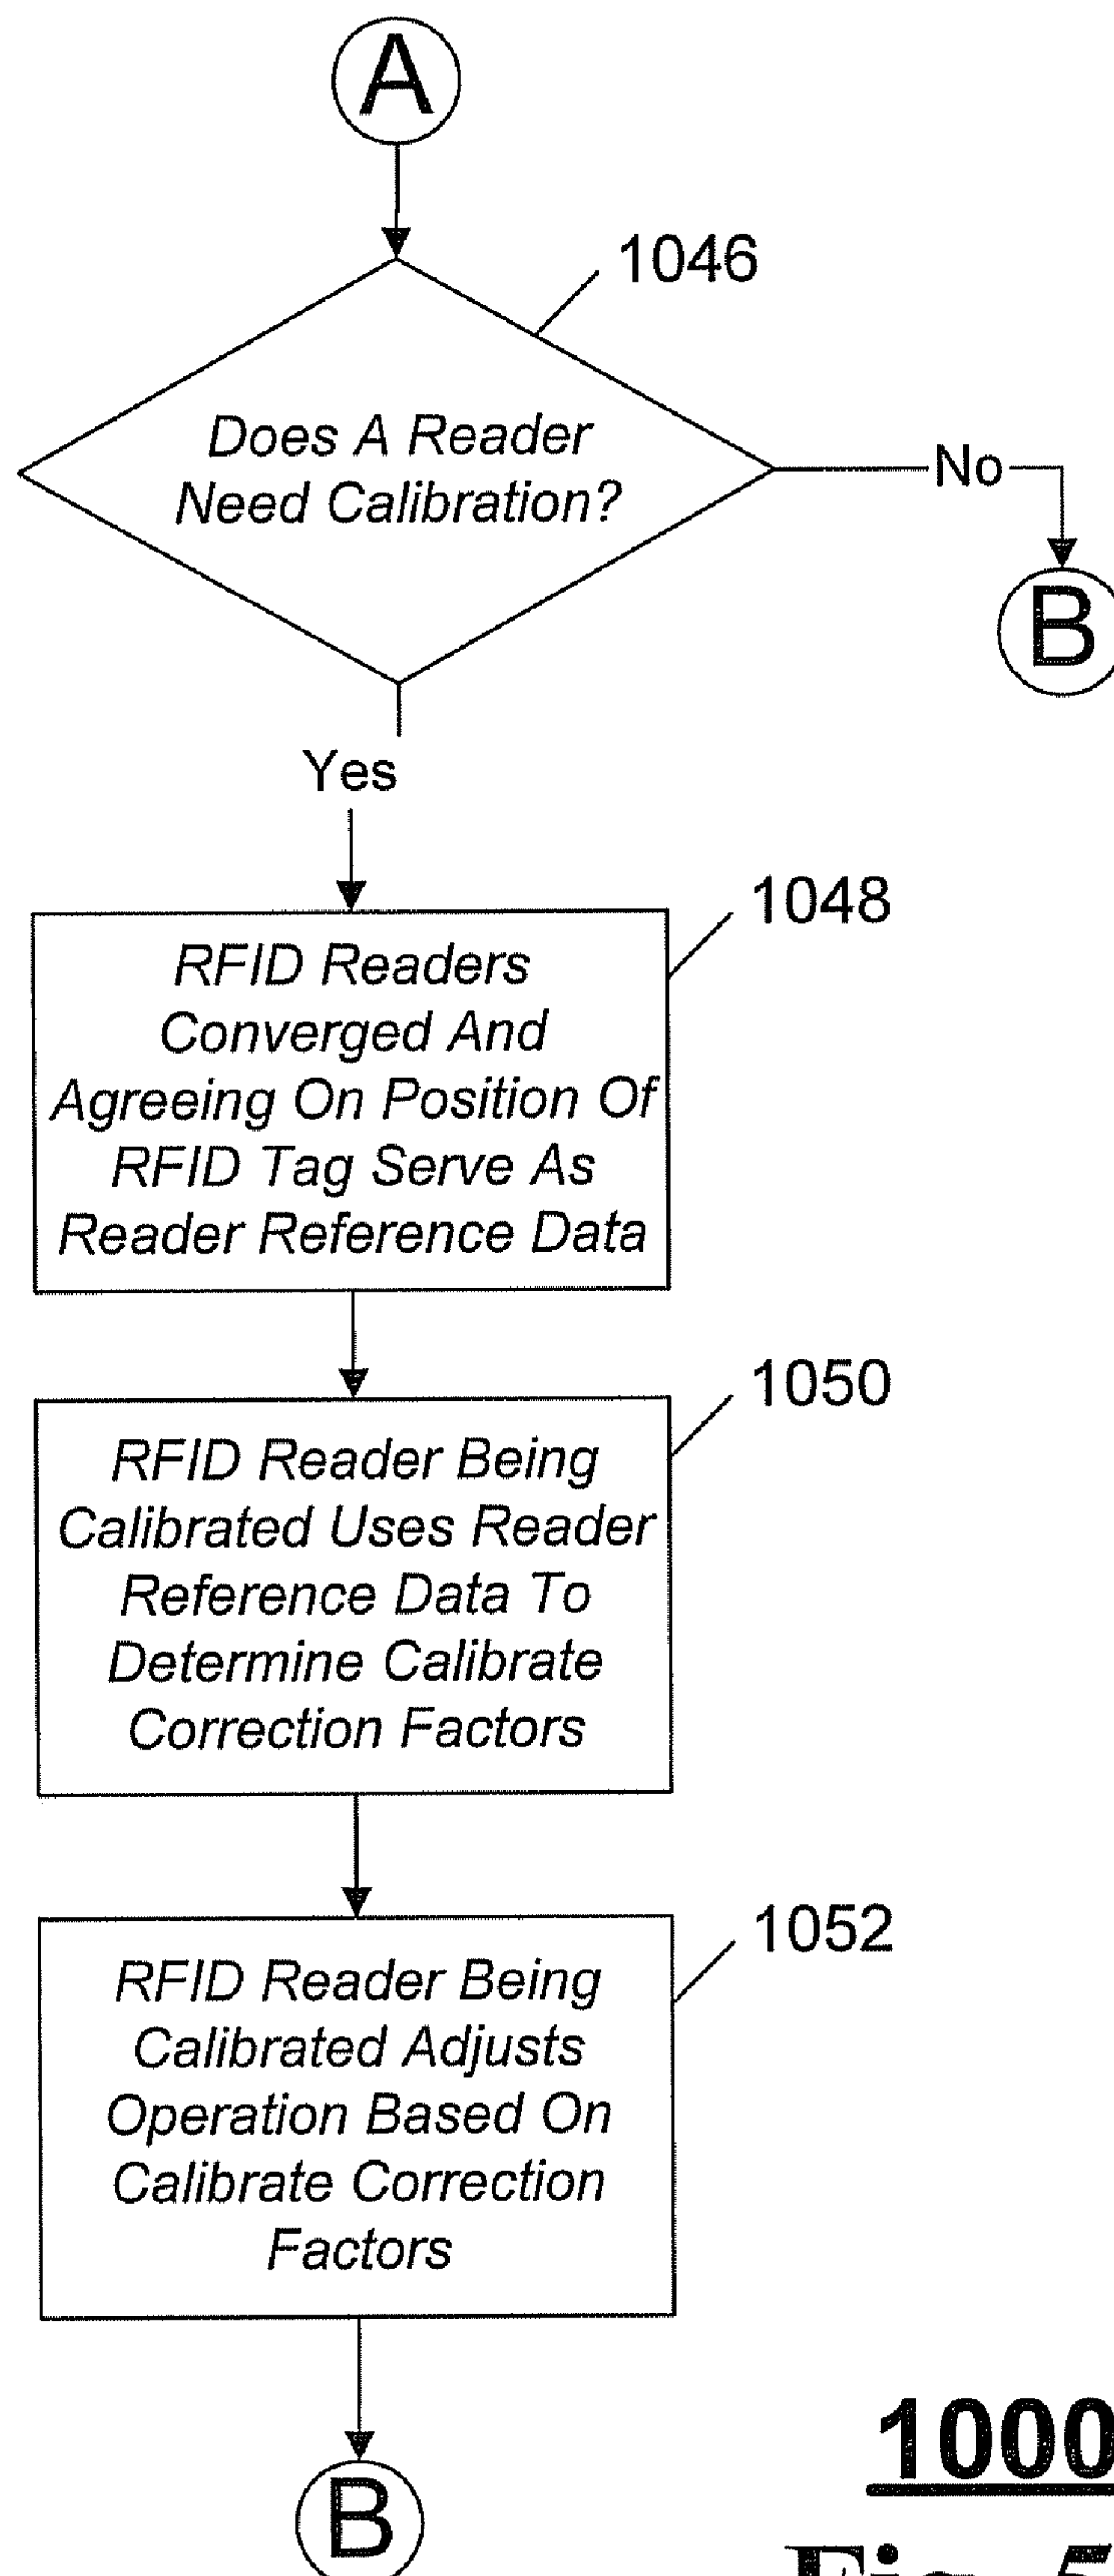 A
1046
Does A Reader
Need Calibration?
No
B
Yes
1048
RFID Readers
Converged And
Agreeing On Position Of
RFID Tag Serve As
Reader Reference Data
1050
RFID Reader Being
Calibrated Uses Reader
Reference Data To
Determine Calibrate
Correction Factors
1052
RFID Reader Being
Calibrated Adjusts
Operation Based On
Calibrate Correction
Factors
B
1000